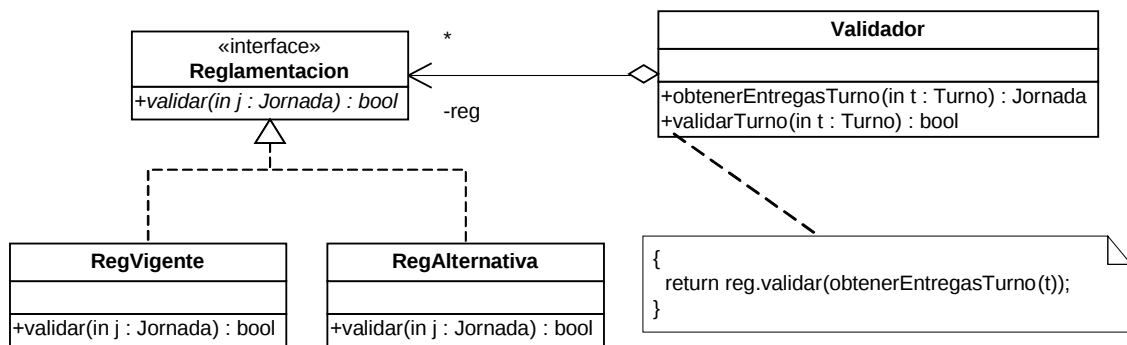 «interface»
Reglamentacion
+validar(in j : Jornada) : bool
*
-reg
Validador
+obtenerEntregasTurno(in t : Turno) : Jornada
+validarTurno(in t : Turno) : bool
RegVigente
+validar(in j : Jornada) : bool
RegAlternativa
+validar(in j : Jornada) : bool
{
return reg.validar(obtenerEntregasTurno(t));
}